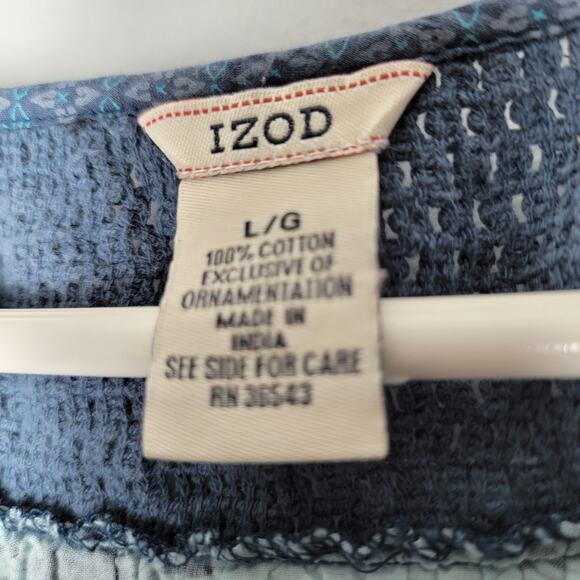 IZOD
L/G
100% COTTON
EXCLUSIVE OF
ORNAMENTATION
MADE IN
INDIA
SEE SIDE FOR CARE
RN 36543